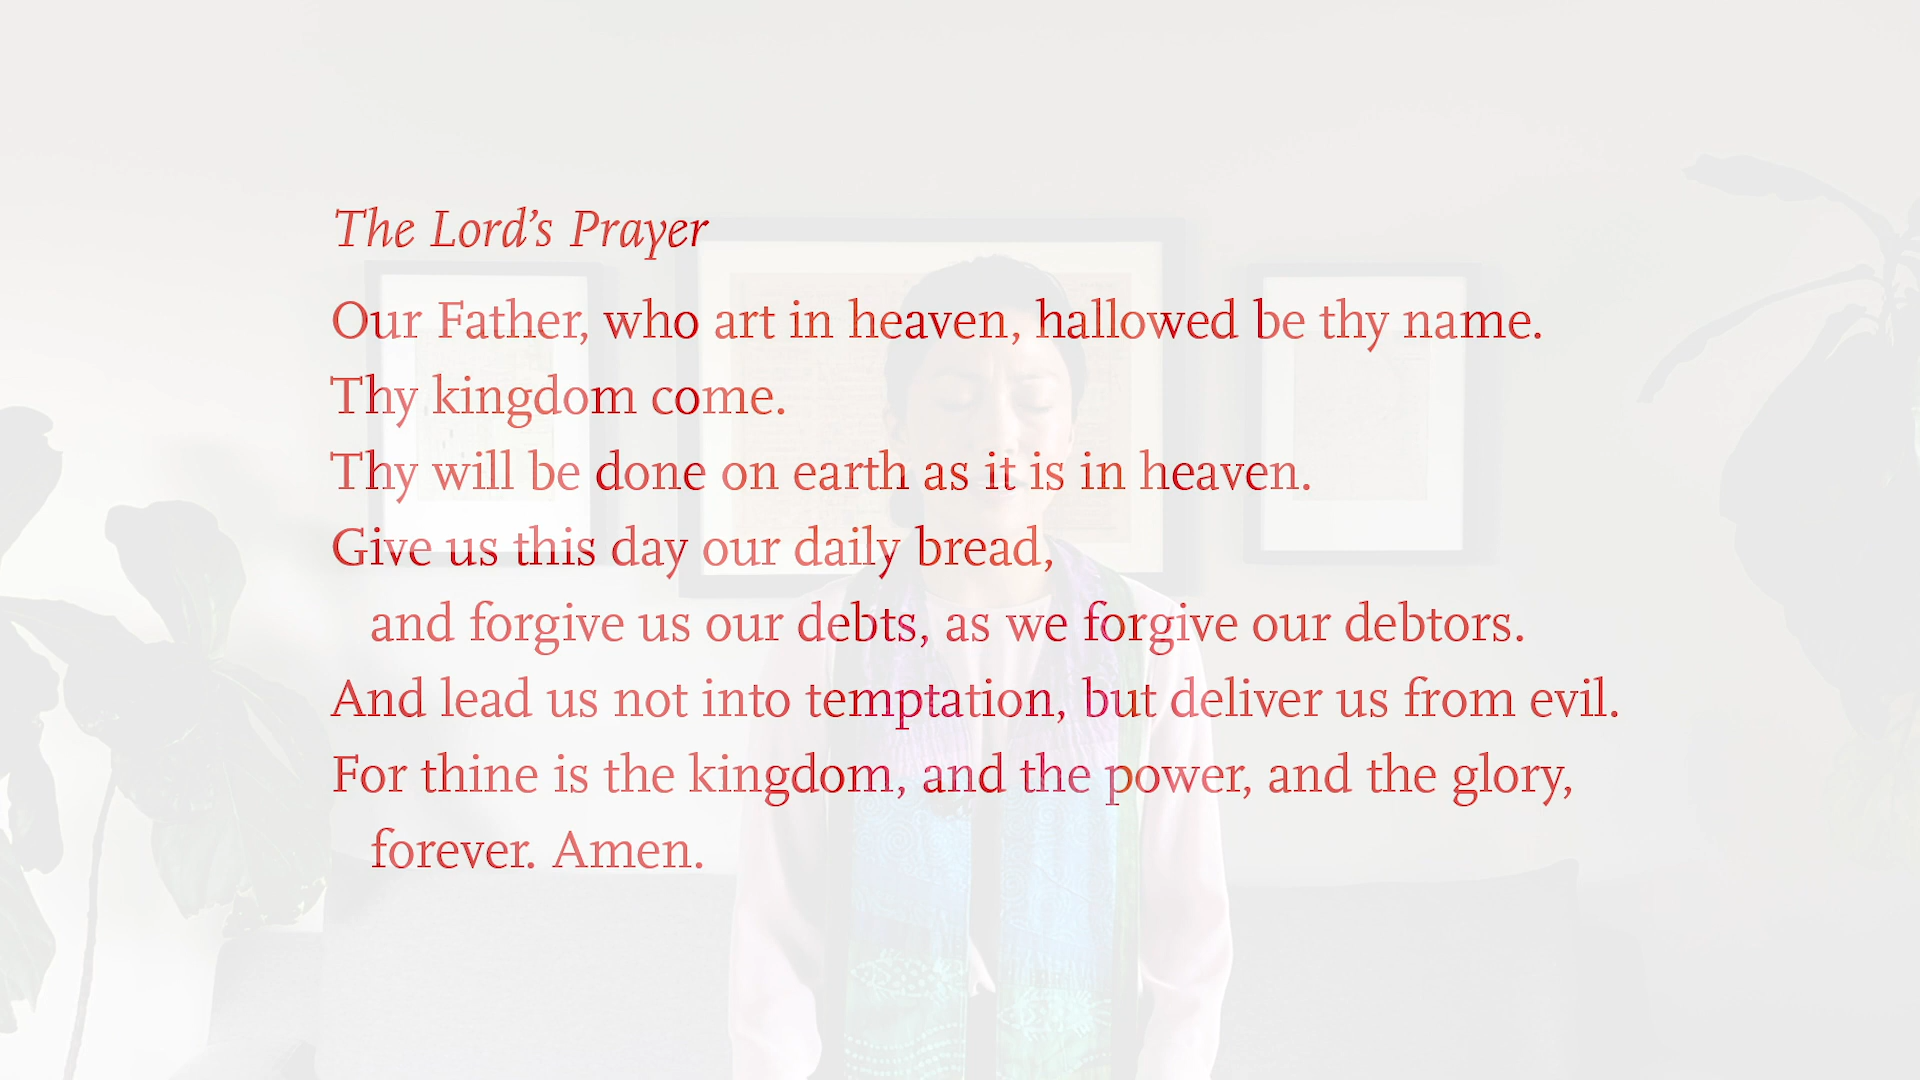 The Lord’s Prayer
Our Father, who art in heaven, hallowed be thy name.
Thy kingdom come.
Thy will be done on earth as it is in heaven.
Give us this day our daily bread,
and forgive us our debts, as we forgive our debtors.
And lead us not into temptation, but deliver us from evil.
For thine is the kingdom, and the power, and the glory,
forever. Amen.